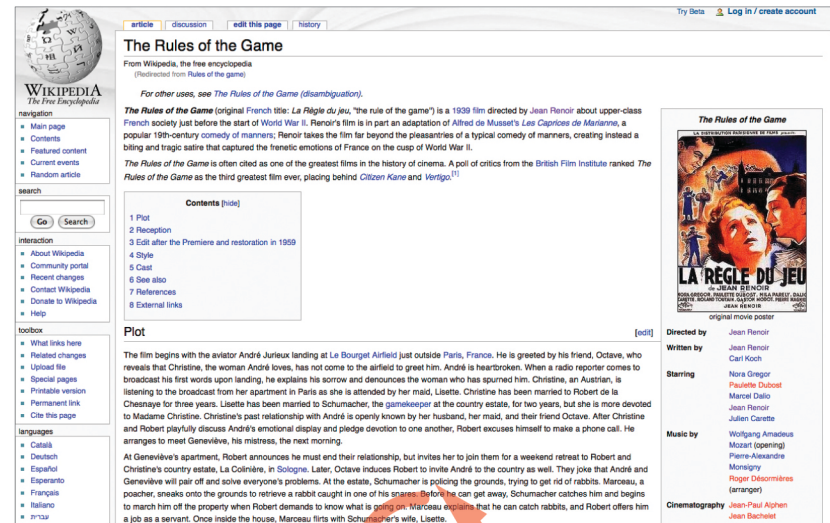 Try Beta Log in / create account
article discussion edit this page history
WIKIPEDIA
The Free Encyclopedia
navigation
Main page
Contents
Featured content
Current events
Random article
search
Go Search
interaction
About Wikipedia
Community portal
Recent changes
Contact Wikipedia
Donate to Wikipedia
Help
toolbox
What links here
Related changes
Upload file
Special pages
Printable version
Permanent link
Cite this page
languages
Català
Deutsch
Español
Esperanto
Français
Italiano
עברית
The Rules of the Game
From Wikipedia, the free encyclopedia
(Redirected from Rules of the game)
For other uses, see The Rules of the Game (disambiguation).
The Rules of the Game (original French title: La Règle du jeu, "the rule of the game") is a 1939 film directed by Jean Renoir about upper-class
French society just before the start of World War II. Renoir's film is in part an adaptation of Alfred de Musset's Les Caprices de Marianne, a
popular 19th-century comedy of manners; Renoir takes the film far beyond the pleasantries of a typical comedy of manners, creating instead a
biting and tragic satire that captured the frenetic emotions of France on the cusp of World War II.
The Rules of the Game is often cited as one of the greatest films in the history of cinema. A poll of critics from the British Film Institute ranked The
Rules of the Game as the third greatest film ever, placing behind Citizen Kane and Vertigo.[1]
Contents [hide]
1 Plot
2 Reception
3 Edit after the Premiere and restoration in 1959
4 Style
5 Cast
6 See also
7 References
8 External links
Plot
[edit]
The film begins with the aviator André Jurieux landing at Le Bourget Airfield just outside Paris, France. He is greeted by his friend, Octave, who
reveals that Christine, the woman André loves, has not come to the airfield to greet him. André is heartbroken. When a radio reporter comes to
broadcast his first words upon landing, he explains his sorrow and denounces the woman who has spurned him. Christine, an Austrian, is
listening to the broadcast from her apartment in Paris as she is attended by her maid, Lisette. Christine has been married to Robert de la
Chesnaye for three years. Lisette has been married to Schumacher, the gamekeeper at the country estate, for two years, but she is more devoted
to Madame Christine. Christine's past relationship with André is openly known by her husband, her maid, and their friend Octave. After Christine
and Robert playfully discuss André's emotional display and pledge devotion to one another, Robert excuses himself to make a phone call. He
arranges to meet Geneviève, his mistress, the next morning.
At Geneviève's apartment, Robert announces he must end their relationship, but invites her to join them for a weekend retreat to Robert and
Christine's country estate, La Colinière, in Sologne. Later, Octave induces Robert to invite André to the country as well. They joke that André and
Geneviève will pair off and solve everyone's problems. At the estate, Schumacher is policing the grounds, trying to get rid of rabbits. Marceau, a
poacher, sneaks onto the grounds to retrieve a rabbit caught in one of his snares. Before he can get away, Schumacher catches him and begins
to march him off the property when Robert demands to know what is going on. Marceau explains that he can catch rabbits, and Robert offers him
a job as a servant. Once inside the house, Marceau flirts with Schumacher's wife, Lisette.
The Rules of the Game
LA RÈGLE DU JEU
de JEAN RENOIR
JEAN RENOIR
original movie poster
Directed by Jean Renoir
Written by Jean Renoir
Carl Koch
Starring Nora Gregor
Paulette Dubost
Marcel Dalio
Jean Renoir
Julien Carette
Music by Wolfgang Amadeus
Mozart (opening)
Pierre-Alexandre
Monsigny
Roger Désormières
(arranger)
Cinematography Jean-Paul Alphen
Jean Bachelet